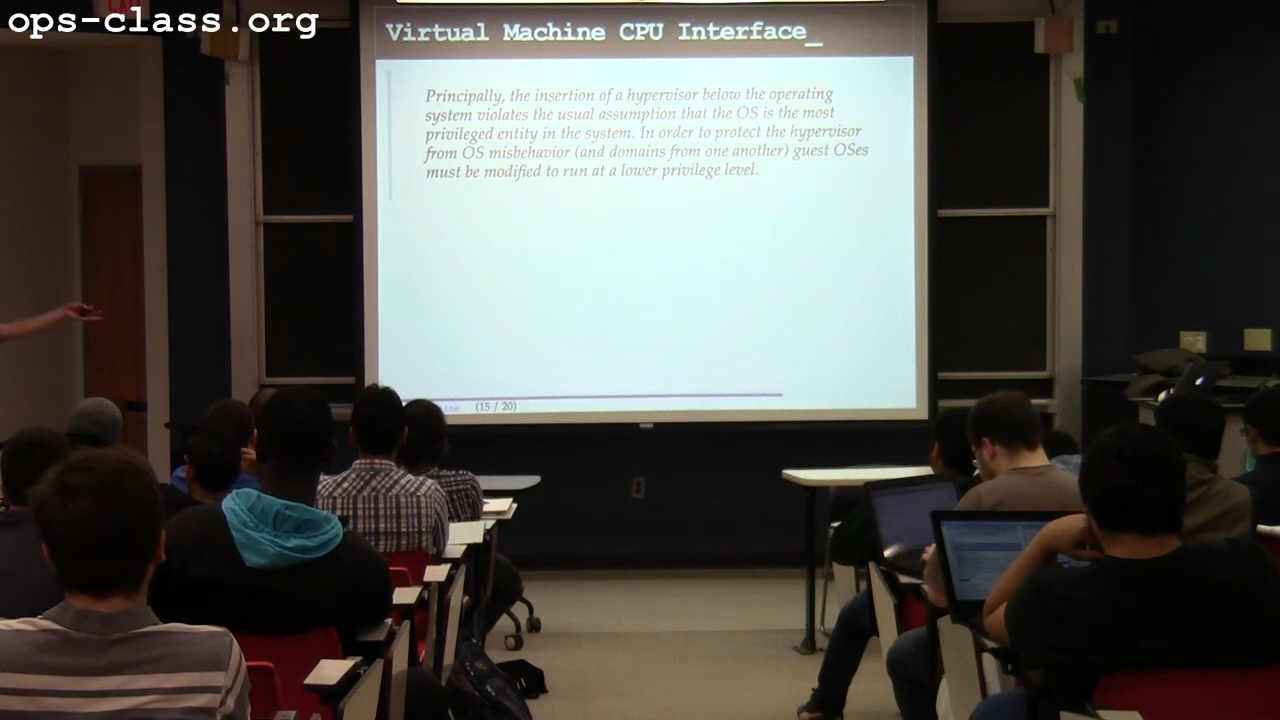 ops-class.org
Virtual Machine CPU Interface_
Principally, the insertion of a hypervisor below the operating
system violates the usual assumption that the OS is the most
privileged entity in the system. In order to protect the hypervisor
from OS misbehavior (and domains from one another) guest OSes
must be modified to run at a lower privilege level.
(15 / 20)